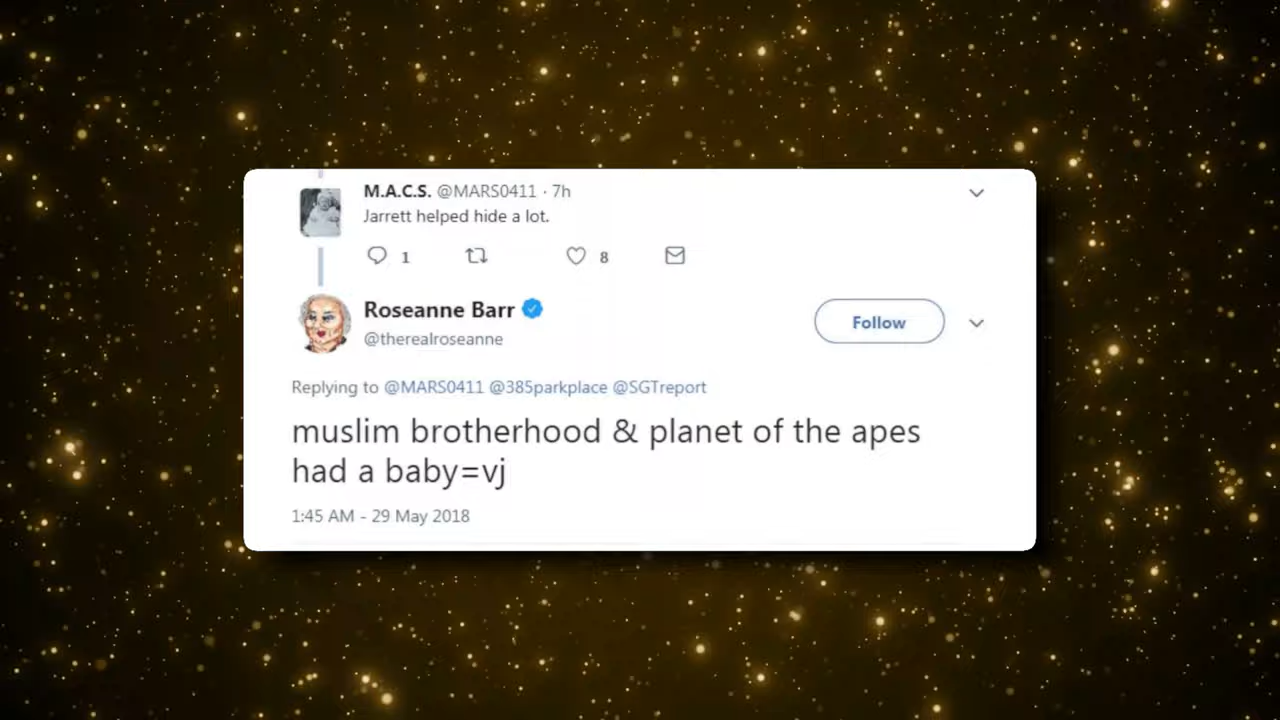 M.A.C.S. @MARS0411 · 7h
Jarrett helped hide a lot.
1 8
Roseanne Barr
@therealroseanne
Follow
Replying to @MARS0411 @385parkplace @SGTreport
muslim brotherhood & planet of the apes
had a baby=vj
1:45 AM - 29 May 2018